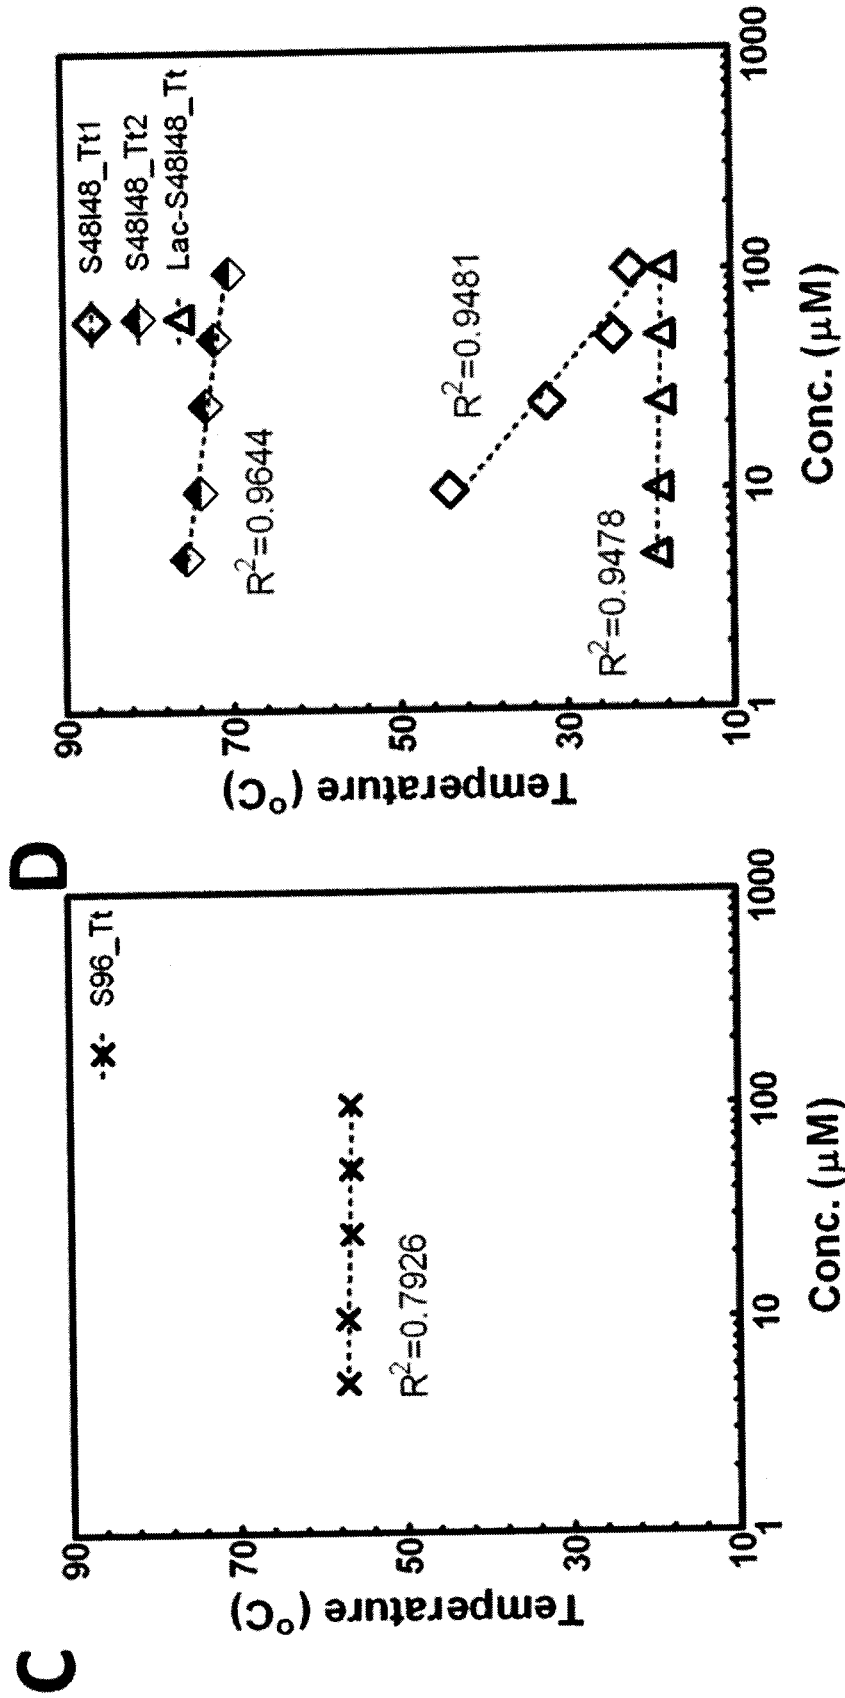 C
Temperature (°C)
90
70
50
30
10
1
10
100
1000
Conc. (μM)
S96_Tt
R²=0.7926
D
Temperature (°C)
90
70
50
30
10
1
10
100
1000
Conc. (μM)
S48I48_Tt1
S48I48_Tt2
Lac-S48I48_Tt
R²=0.9644
R²=0.9481
R²=0.9478